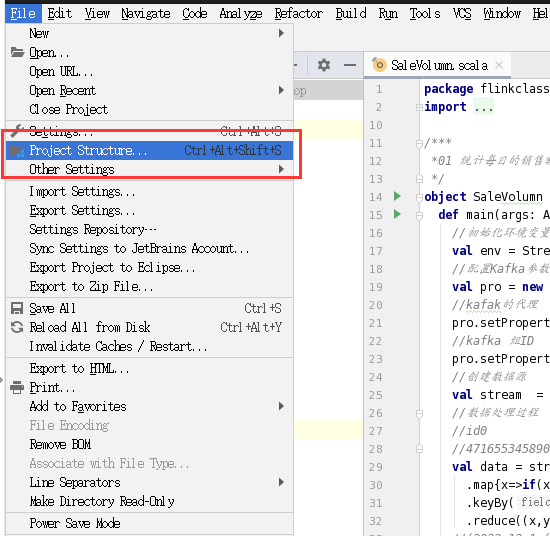 File Edit View Navigate Code Analyze Refactor Build Run Tools VCS Window
New
Open...
Open URL...
Open Recent
Close Project
Settings... Ctrl+Alt+S
Project Structure... Ctrl+Alt+Shift+S
Other Settings
Import Settings...
Export Settings...
Settings Repository...
Sync Settings to JetBrains Account...
Export Project to Eclipse...
Export to Zip File...
Save All Ctrl+S
Reload All from Disk Ctrl+Alt+Y
Invalidate Caches / Restart...
Export to HTML...
Print...
Add to Favorites
File Encoding
Remove BOM
Associate with File Type...
Line Separators
Make Directory Read-Only
Power Save Mode
op
SaleVolumn.scala
1 package flinkclass
2 import ...
10
11 /***
12 *01 统计每日的销售
13 */
14 object SaleVolumn
15 def main(args: A
16 //初始化环境变量
17 val env = Stre
18 //配置Kafka参数
19 val pro = new
20 //kafak的代理
21 pro.setPropert
22 //kafka 组ID
23 pro.setPropert
24 //创建数据源
25 val stream =
26 //数据处理过程
27 //id0
28 //471655345890
29 val data = str
30 .map{x=>if(x
31 .keyBy( fiel
32 .reduce((x,y
33